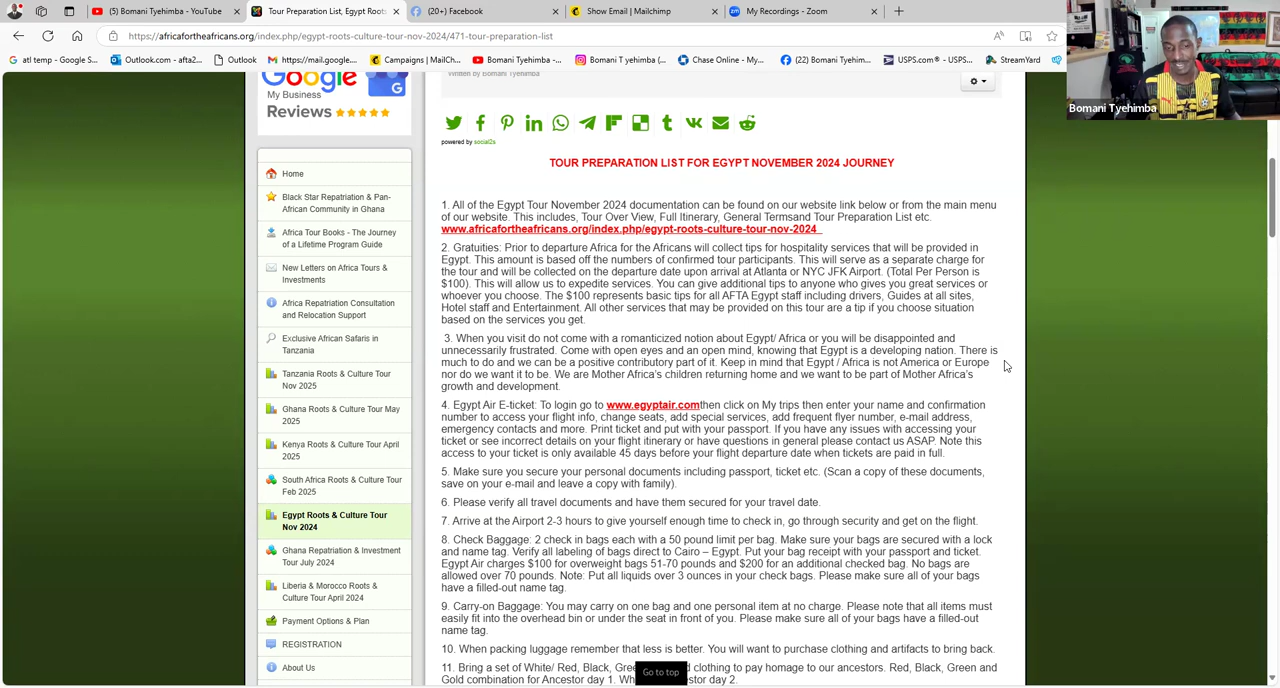 (5) Bomani Tyehimba - YouTube
Tour Preparation List, Egypt Roots
(20+) Facebook
Show Email | Mailchimp
My Recordings - Zoom
https://africafortheafricans.org/index.php/egypt-roots-culture-tour-nov-2024/471-tour-preparation-list
atl temp - Google S...
Outlook.com - afta2...
Outlook
https://mail.google...
Campaigns | MailCh...
Bomani Tyehimba -...
Bomani T yehimba (...
Chase Online - My...
(22) Bomani Tyehim...
USPS.com® - USPS...
StreamYard
Bomani Tyehimba
Google
My Business
Reviews
Written by Bomani Tyehimba
powered by social2s
Home
Black Star Repatriation & Pan-
African Community in Ghana
Africa Tour Books - The Journey
of a Lifetime Program Guide
New Letters on Africa Tours &
Investments
Africa Repatriation Consultation
and Relocation Support
Exclusive African Safaris in
Tanzania
Tanzania Roots & Culture Tour
Nov 2025
Ghana Roots & Culture Tour May
2025
Kenya Roots & Culture Tour April
2025
South Africa Roots & Culture Tour
Feb 2025
Egypt Roots & Culture Tour
Nov 2024
Ghana Repatriation & Investment
Tour July 2024
Liberia & Morocco Roots &
Culture Tour April 2024
Payment Options & Plan
REGISTRATION
About Us
TOUR PREPARATION LIST FOR EGYPT NOVEMBER 2024 JOURNEY
1. All of the Egypt Tour November 2024 documentation can be found on our website link below or from the main menu
of our website. This includes, Tour Over View, Full Itinerary, General Termsand Tour Preparation List etc.
www.africafortheafricans.org/index.php/egypt-roots-culture-tour-nov-2024
2. Gratuities: Prior to departure Africa for the Africans will collect tips for hospitality services that will be provided in
Egypt. This amount is based off the numbers of confirmed tour participants. This will serve as a separate charge for
the tour and will be collected on the departure date upon arrival at Atlanta or NYC JFK Airport. (Total Per Person is
$100). This will allow us to expedite services. You can give additional tips to anyone who gives you great services or
whoever you choose. The $100 represents basic tips for all AFTA Egypt staff including drivers, Guides at all sites,
Hotel staff and Entertainment. All other services that may be provided on this tour are a tip if you choose situation
based on the services you get.
3. When you visit do not come with a romanticized notion about Egypt/ Africa or you will be disappointed and
unnecessarily frustrated. Come with open eyes and an open mind, knowing that Egypt is a developing nation. There is
much to do and we can be a positive contributory part of it. Keep in mind that Egypt / Africa is not America or Europe
nor do we want it to be. We are Mother Africa's children returning home and we want to be part of Mother Africa's
growth and development.
4. Egypt Air E-ticket: To login go to www.egyptair.comthen click on My trips then enter your name and confirmation
number to access your flight info, change seats, add special services, add frequent flyer number, e-mail address,
emergency contacts and more. Print ticket and put with your passport. If you have any issues with accessing your
ticket or see incorrect details on your flight itinerary or have questions in general please contact us ASAP. Note this
access to your ticket is only available 45 days before your flight departure date when tickets are paid in full.
5. Make sure you secure your personal documents including passport, ticket etc. (Scan a copy of these documents,
save on your e-mail and leave a copy with family).
6. Please verify all travel documents and have them secured for your travel date.
7. Arrive at the Airport 2-3 hours to give yourself enough time to check in, go through security and get on the flight.
8. Check Baggage: 2 check in bags each with a 50 pound limit per bag. Make sure your bags are secured with a lock
and name tag. Verify all labeling of bags direct to Cairo – Egypt. Put your bag receipt with your passport and ticket.
Egypt Air charges $100 for overweight bags 51-70 pounds and $200 for an additional checked bag. No bags are
allowed over 70 pounds. Note: Put all liquids over 3 ounces in your check bags. Please make sure all of your bags
have a filled-out name tag.
9. Carry-on Baggage: You may carry on one bag and one personal item at no charge. Please note that all items must
easily fit into the overhead bin or under the seat in front of you. Please make sure all of your bags have a filled-out
name tag.
10. When packing luggage remember that less is better. You will want to purchase clothing and artifacts to bring back.
11. Bring a set of White/ Red, Black, Gree d clothing to pay homage to our ancestors. Red, Black, Green and
Gold combination for Ancestor day 1. Wh stor day 2.
Go to top